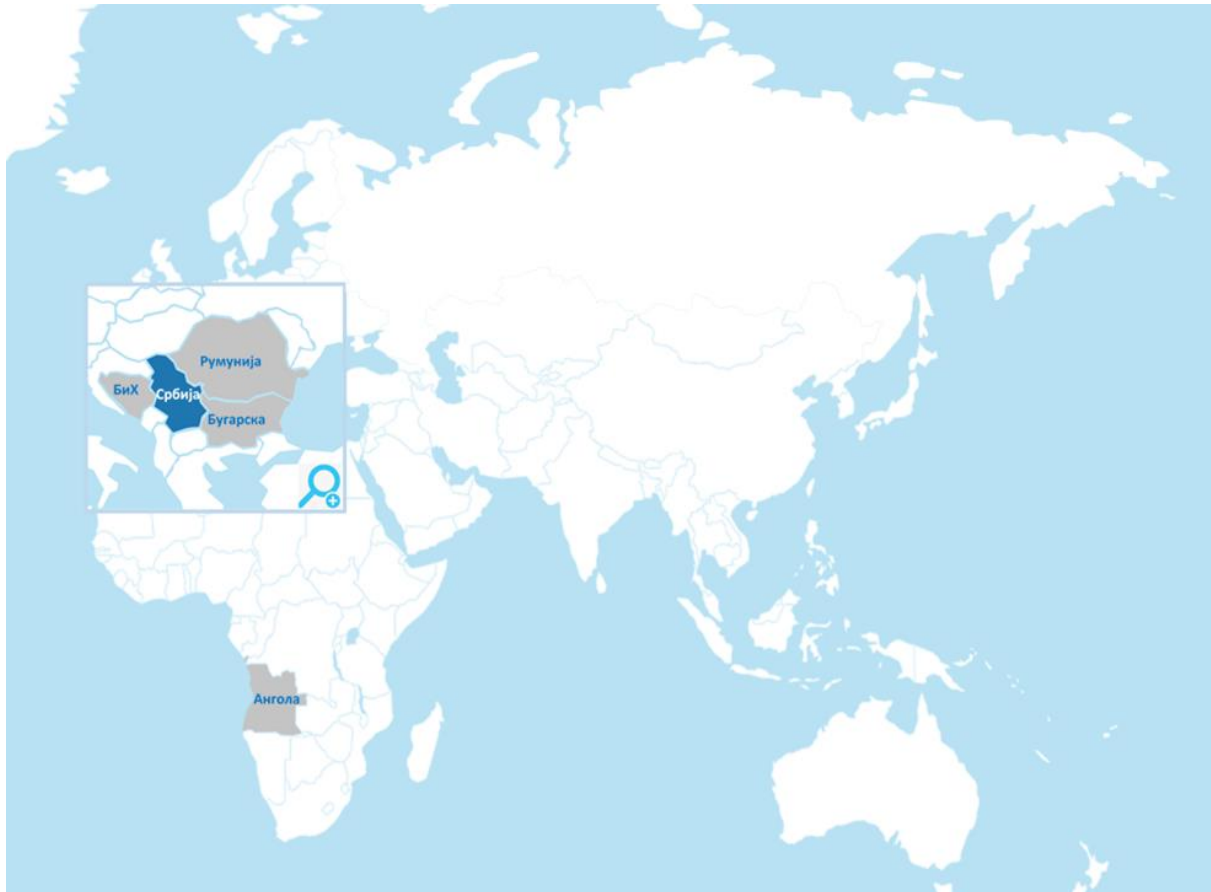 Румунија
БиХ
Србија
Бугарска
Ангола